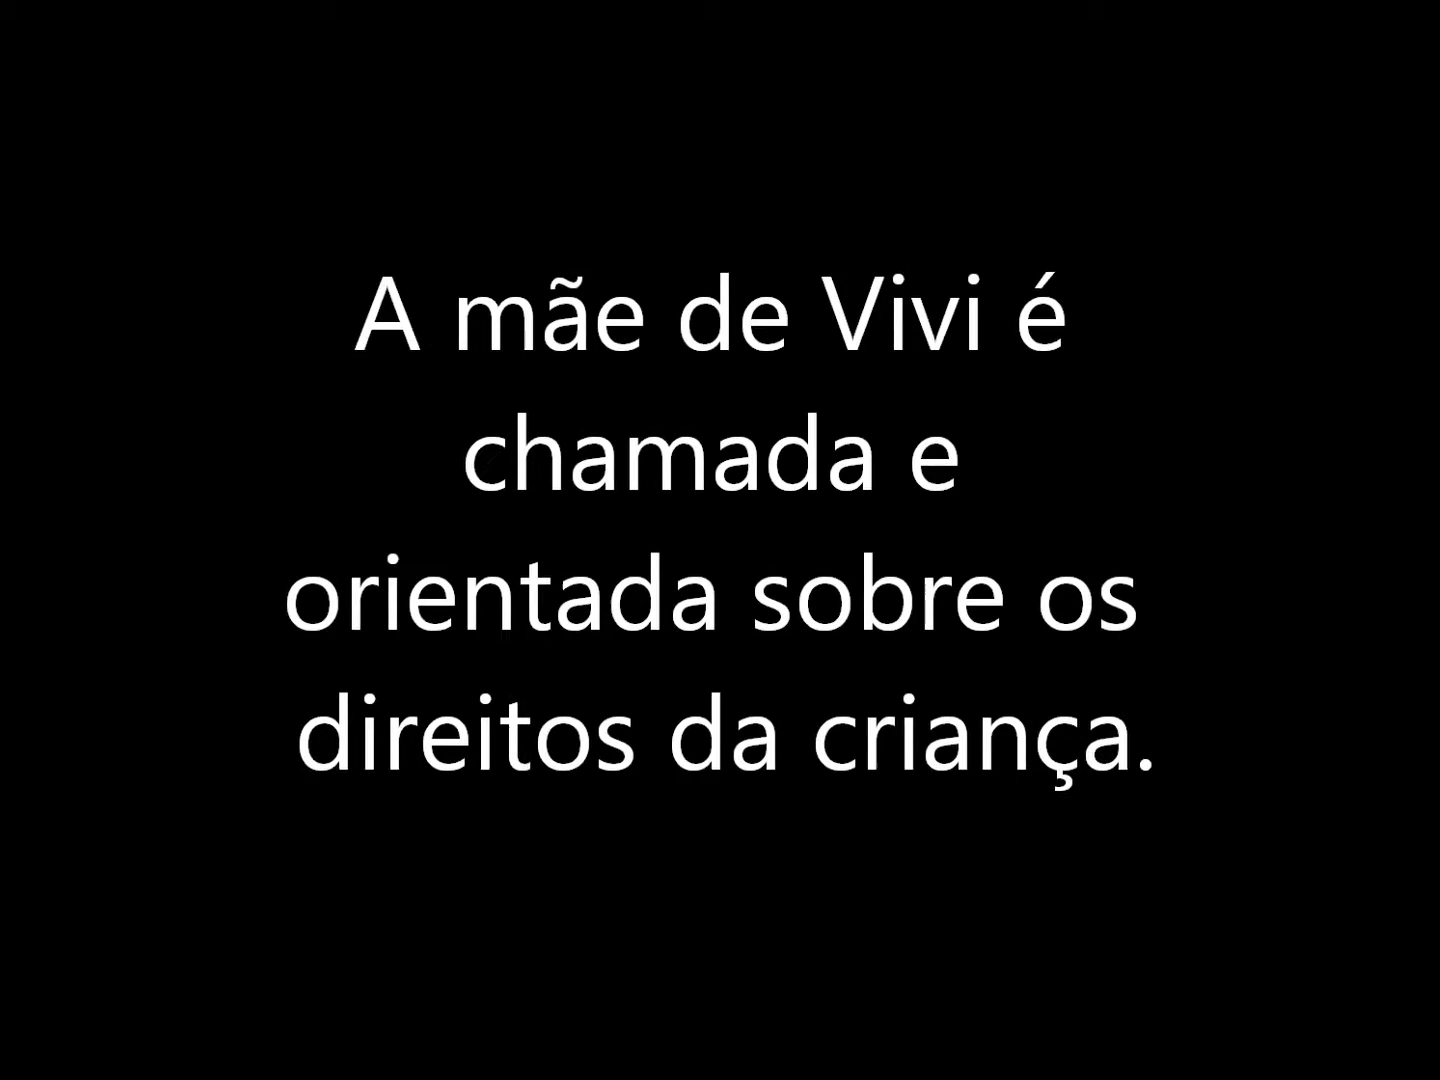 A mãe de Vivi é
chamada e
orientada sobre os
direitos da criança.